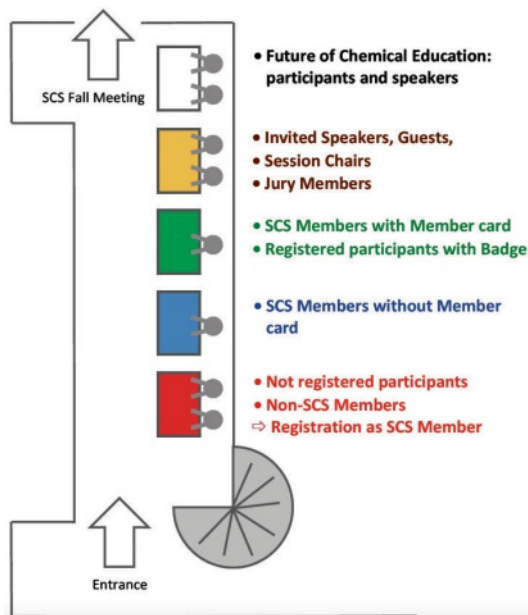 SCS Fall Meeting
• Future of Chemical Education:
participants and speakers
• Invited Speakers, Guests,
• Session Chairs
• Jury Members
• SCS Members with Member card
• Registered participants with Badge
• SCS Members without Member
card
• Not registered participants
• Non-SCS Members
⇨ Registration as SCS Member
Entrance